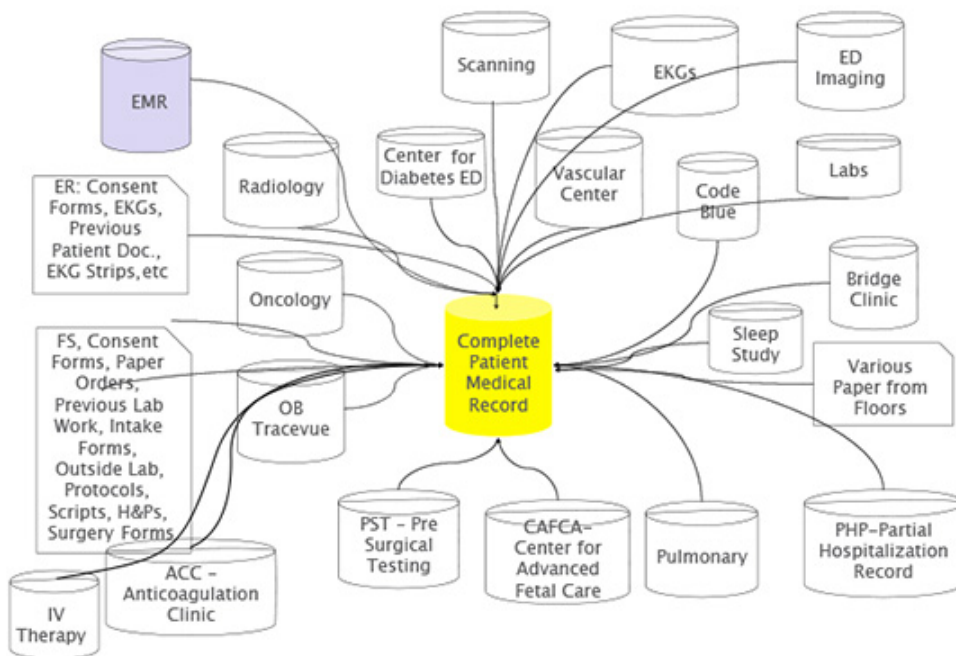 EMR
Scanning
EKGs
ED
Imaging
Radiology
Center for
Diabetes ED
Vascular
Center
Code
Blue
Labs
ER: Consent
Forms, EKGs,
Previous
Patient Doc.,
EKG Strips,etc
Oncology
Complete
Patient
Medical
Record
Bridge
Clinic
Sleep
Study
FS, Consent
Forms, Paper
Orders,
Previous Lab
Work, Intake
Forms,
Outside Lab,
Protocols,
Scripts, H&Ps,
Surgery Forms
OB
Tracevue
Various
Paper from
Floors
PST - Pre
Surgical
Testing
CAFCA-
Center for
Advanced
Fetal Care
Pulmonary
PHP-Partial
Hospitalization
Record
IV
Therapy
ACC -
Anticoagulation
Clinic